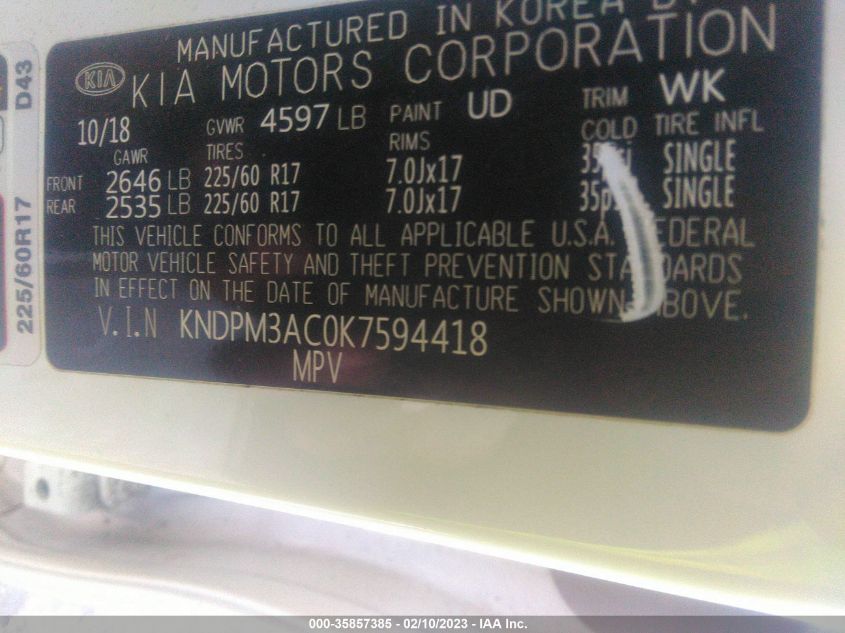 MANUFACTURED IN KOREA BY
KIA KIA MOTORS CORPORATION
10/18 GVWR 4597 LB PAINT UD TRIM WK
GAWR TIRES RIMS COLD TIRE INFL
FRONT 2646 LB 225/60 R17 7.0Jx17 SINGLE
REAR 2535 LB 225/60 R17 7.0Jx17 35psi SINGLE
THIS VEHICLE CONFORMS TO ALL APPLICABLE U.S.A. FEDERAL
MOTOR VEHICLE SAFETY AND THEFT PREVENTION STANDARDS
IN EFFECT ON THE DATE OF MANUFACTURE SHOWN ABOVE.
V.I.N KNDPM3AC0K7594418
MPV
225/60R17 D43
000-35857385 - 02/10/2023 - IAA Inc.